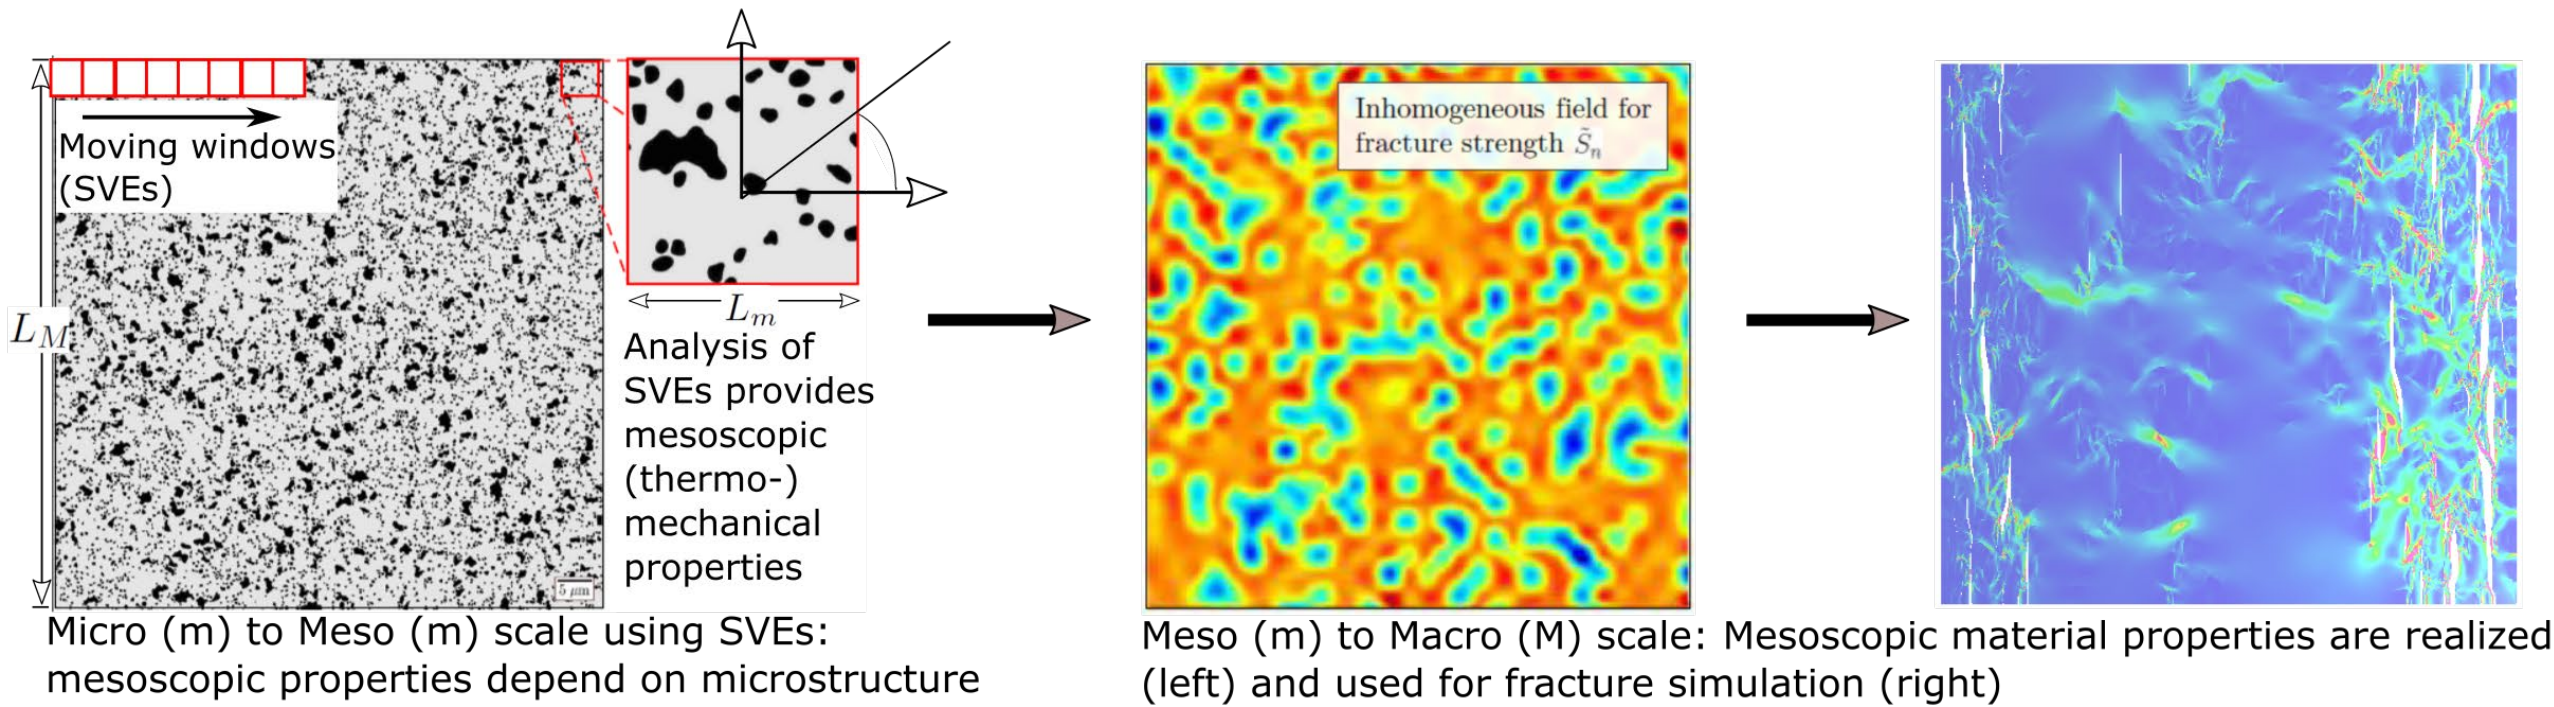 Moving windows
(SVEs)
L_M
5 μm
L_m
Analysis of
SVEs provides
mesoscopic
(thermo-)
mechanical
properties
Micro (m) to Meso (m) scale using SVEs:
mesoscopic properties depend on microstructure
Inhomogeneous field for
fracture strength S̃_n
Meso (m) to Macro (M) scale: Mesoscopic material properties are realized
(left) and used for fracture simulation (right)